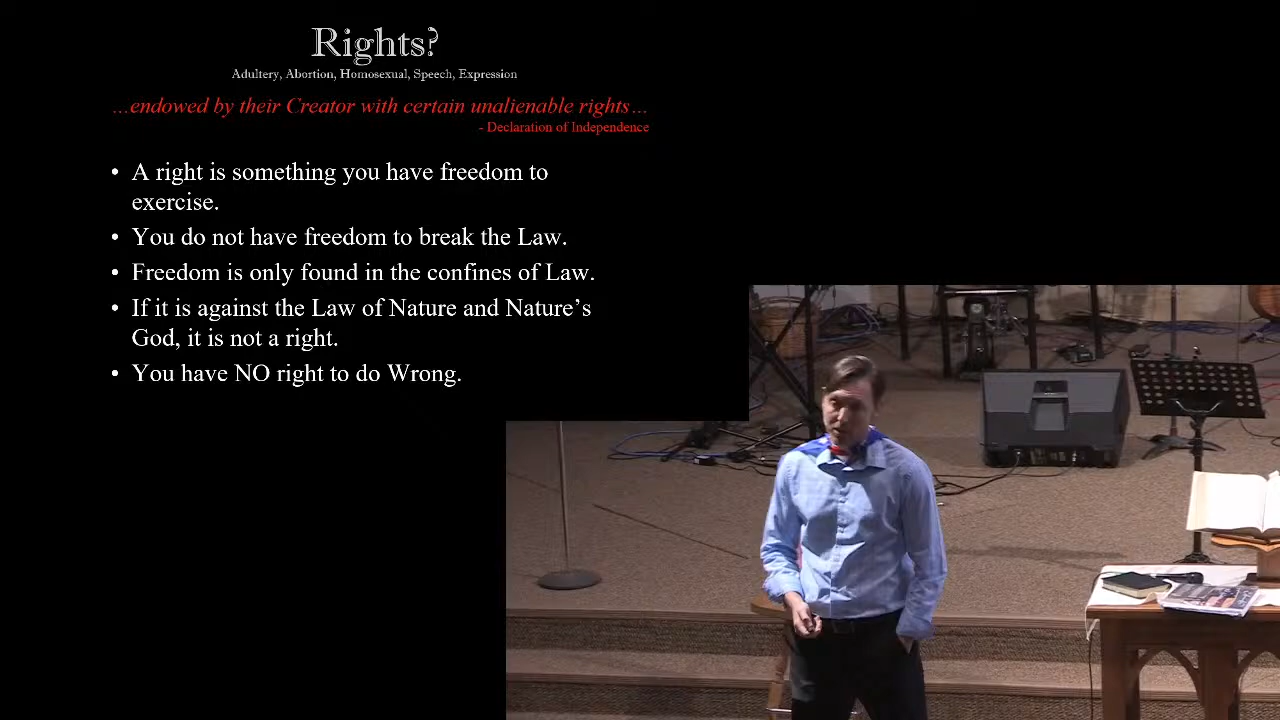 Rights?
Adultery, Abortion, Homosexual, Speech, Expression
…endowed by their Creator with certain unalienable rights…
- Declaration of Independence
• A right is something you have freedom to
exercise.
• You do not have freedom to break the Law.
• Freedom is only found in the confines of Law.
• If it is against the Law of Nature and Nature’s
God, it is not a right.
• You have NO right to do Wrong.